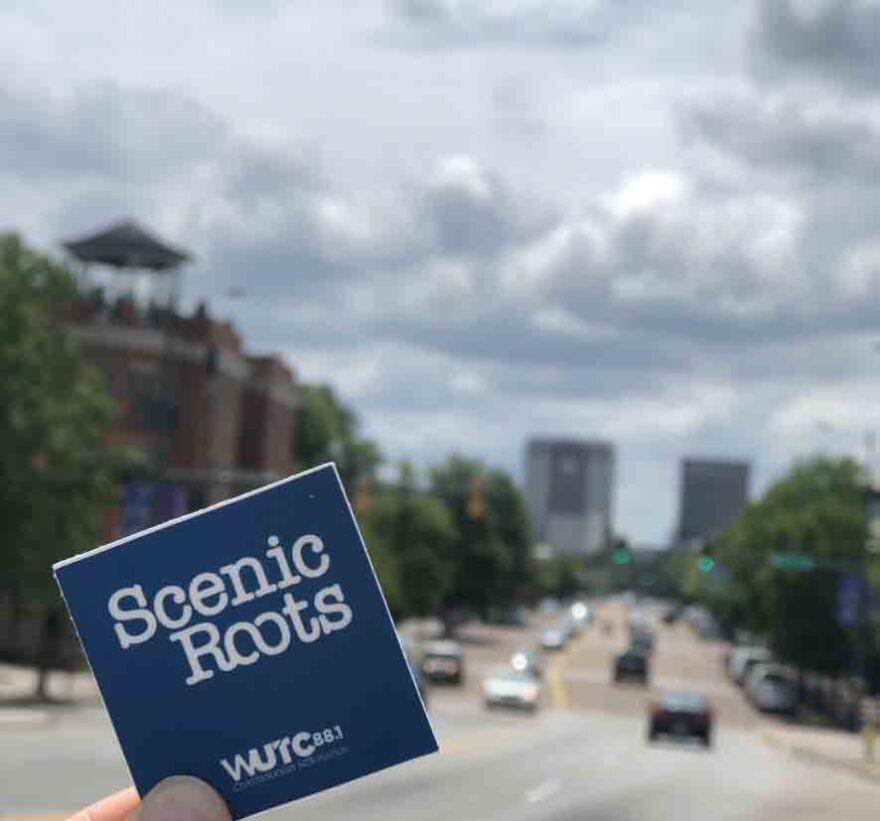 Scenic
Roots
WUTC 88.1